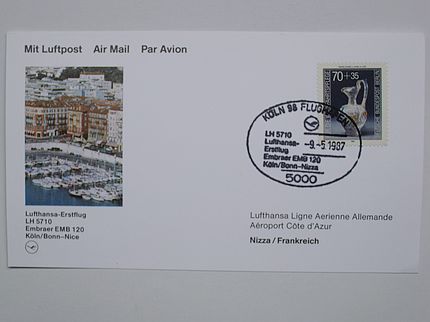 Mit Luftpost Air Mail Par Avion
70+35
KÖLN 98 FLUGHAFEN
LH 5710
Lufthansa-
Erstflug
Embraer EMB 120
Köln/Bonn-Nizza
-9.-5.1987
5000
Lufthansa-Erstflug
LH 5710
Embraer EMB 120
Köln/Bonn–Nice
Lufthansa Ligne Aerienne Allemande
Aéroport Côte d'Azur
Nizza / Frankreich